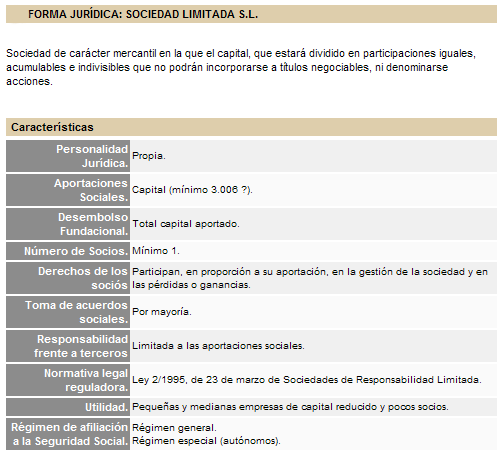 FORMA JURÍDICA: SOCIEDAD LIMITADA S.L.
Sociedad de carácter mercantil en la que el capital, que estará dividido en participaciones iguales,
acumulables e indivisibles que no podrán incorporarse a títulos negociables, ni denominarse
acciones.
Características
Personalidad
Jurídica.
Propia.
Aportaciones
Sociales.
Capital (mínimo 3.006 ?).
Desembolso
Fundacional.
Total capital aportado.
Número de Socios.
Mínimo 1.
Derechos de los
sociós
Participan, en proporción a su aportación, en la gestión de la sociedad y en
las pérdidas o ganancias.
Toma de acuerdos
sociales.
Por mayoría.
Responsabilidad
frente a terceros
Limitada a las aportaciones sociales.
Normativa legal
reguladora.
Ley 2/1995, de 23 de marzo de Sociedades de Responsabilidad Limitada.
Utilidad.
Pequeñas y medianas empresas de capital reducido y pocos socios.
Régimen de afiliación
a la Seguridad Social.
Régimen general.
Régimen especial (autónomos).